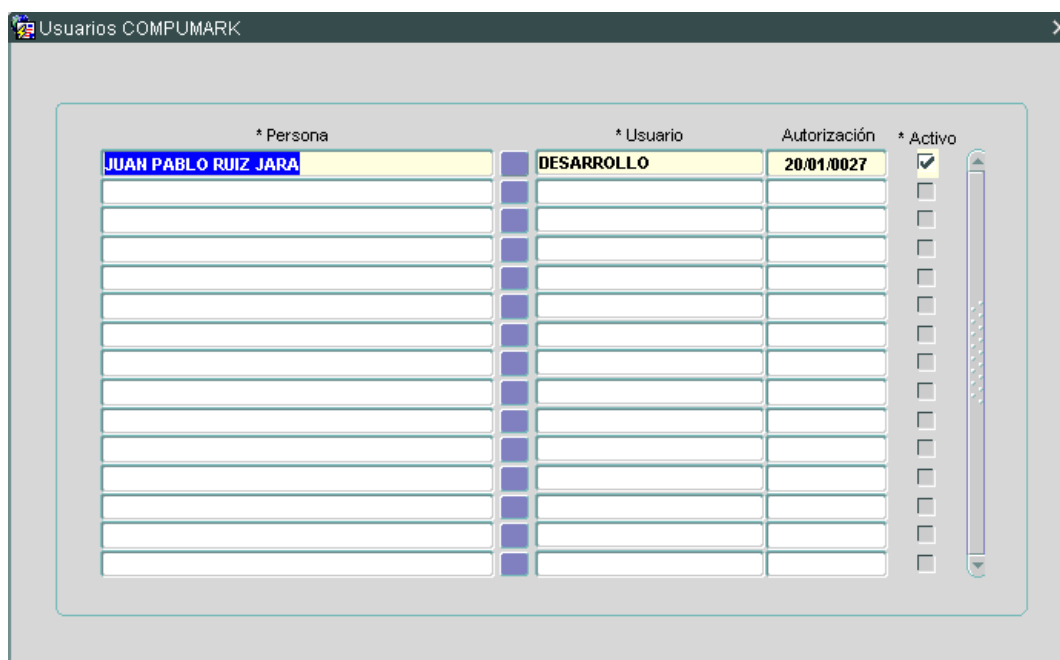 Usuarios COMPUMARK
* Persona * Usuario Autorización * Activo
JUAN PABLO RUIZ JARA DESARROLLO 20/01/0027